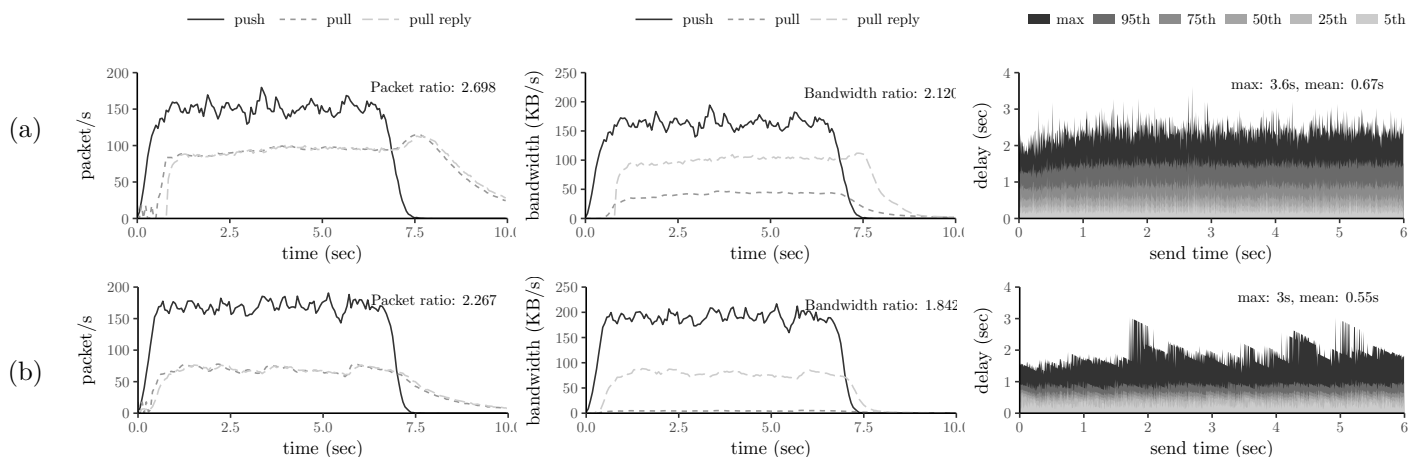 push pull pull reply
push pull pull reply
max 95th 75th 50th 25th 5th
(a)
packet/s
200
150
100
50
0
0.0 2.5 5.0 7.5 10.0
time (sec)
Packet ratio: 2.698
bandwidth (KB/s)
250
200
150
100
50
0
0.0 2.5 5.0 7.5 10.0
time (sec)
Bandwidth ratio: 2.120
delay (sec)
4
3
2
1
0
0 1 2 3 4 5 6
send time (sec)
max: 3.6s, mean: 0.67s
(b)
packet/s
200
150
100
50
0
0.0 2.5 5.0 7.5 10.0
time (sec)
Packet ratio: 2.267
bandwidth (KB/s)
250
200
150
100
50
0
0.0 2.5 5.0 7.5 10.0
time (sec)
Bandwidth ratio: 1.842
delay (sec)
4
3
2
1
0
0 1 2 3 4 5 6
send time (sec)
max: 3s, mean: 0.55s